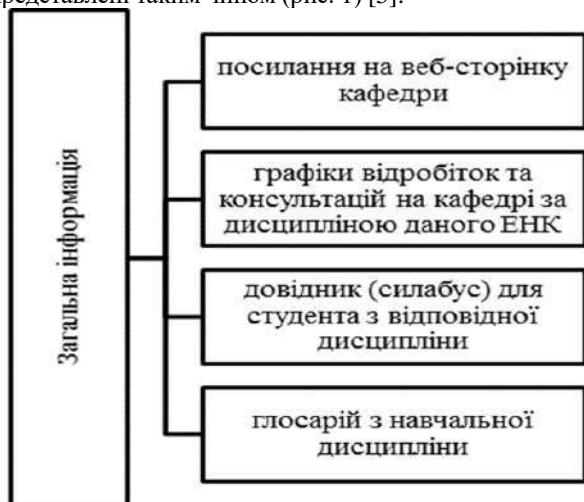 представлені таким чином (рис. 1) [3]:
Загальна інформація
посилання на веб-сторінку
кафедри
графіки відробіток та
консультацій на кафедрі за
дисципліною даного ЕНК
довідник (силабус) для
студента з відповідної
дисципліни
глосарій з навчальної
дисципліни